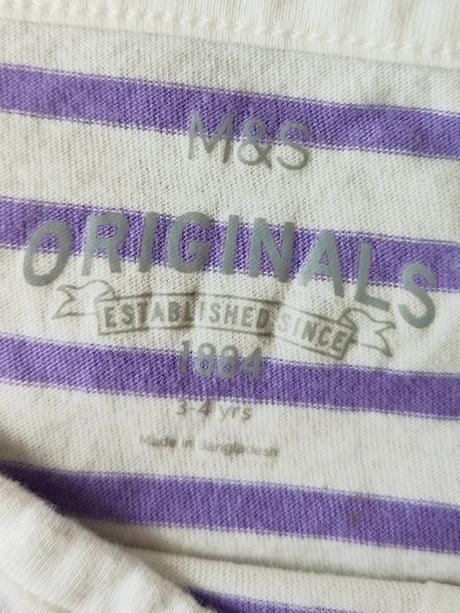 M&S
ORIGINALS
ESTABLISHED SINCE
1884
3-4 yrs
Made in Bangladesh